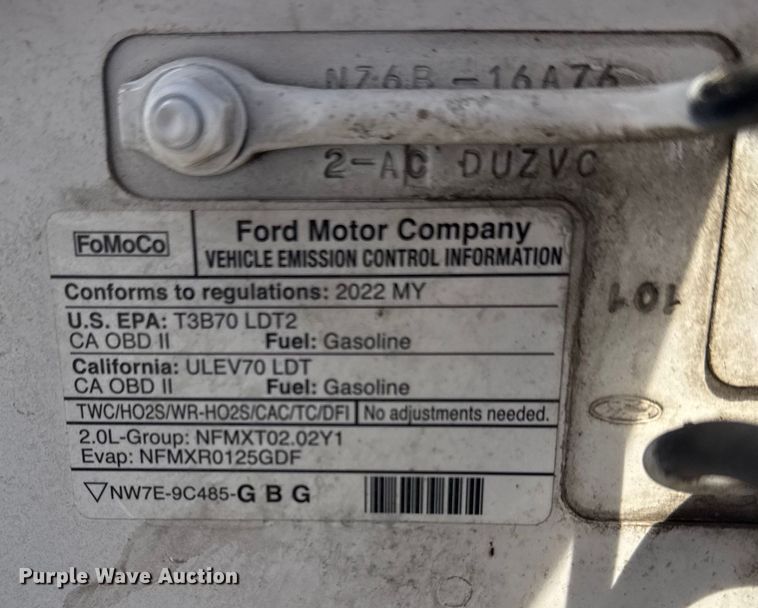 N76B-16A76
2-AC DUZVC
FoMoCo
Ford Motor Company
VEHICLE EMISSION CONTROL INFORMATION
Conforms to regulations: 2022 MY
U.S. EPA: T3B70 LDT2
CA OBD II Fuel: Gasoline
California: ULEV70 LDT
CA OBD II Fuel: Gasoline
TWC/HO2S/WR-HO2S/CAC/TC/DFI No adjustments needed.
2.0L-Group: NFMXT02.02Y1
Evap: NFMXR0125GDF
NW7E-9C485-G B G
101
Ford
Purple Wave Auction